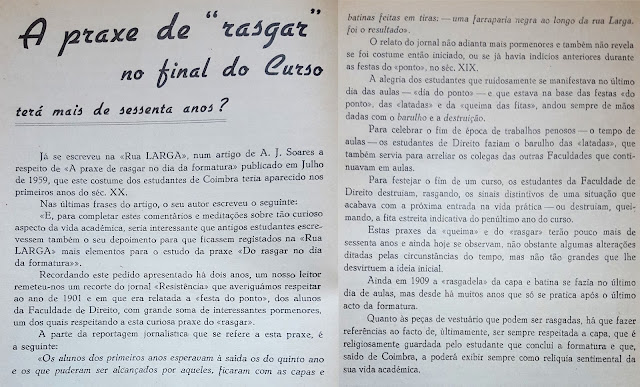 A praxe de “rasgar”
no final do Curso
terá mais de sessenta anos?
Já se escreveu na «Rua LARGA», num artigo de A. J. Soares a
respeito de «A praxe de rasgar no dia da formatura» publicado em Julho
de 1959, que este costume dos estudantes de Coimbra teria aparecido nos
primeiros anos do séc. XX.
Nas últimas frases do artigo, o seu autor escreveu o seguinte:
«E, para completar estes comentários e meditações sobre tão curioso
aspecto da vida académica, seria interessante que antigos estudantes escre-
vessem também o seu depoimento para que ficassem registados na «Rua
LARGA» mais elementos para o estudo da praxe «Do rasgar no dia
da formatura»».
Recordando este pedido apresentado há dois anos, um nosso leitor
remeteu-nos um recorte do jornal «Resistência» que averiguámos respeitar
ao ano de 1901 e em que era relatada a «festa do ponto», dos alunos
da Faculdade de Direito, com grande soma de interessantes pormenores,
um dos quais respeitando a esta curiosa praxe do «rasgar».
A parte da reportagem jornalística que se refere a esta praxe, é
a seguinte:
«Os alunos dos primeiros anos esperavam à saída os do quinto ano
e os que puderam ser alcançados por aqueles, ficaram com as capas e
batinas feitas em tiras: — uma farraparia negra ao longo da rua Larga,
foi o resultado».
O relato do jornal não adianta mais pormenores e também não revela
se foi costume então iniciado, ou se já havia indícios anteriores durante
as festas do «ponto», no séc. XIX.
A alegria dos estudantes que ruidosamente se manifestava no último
dia das aulas — «dia do ponto» — e que estava na base das festas «do
ponto», das «latadas» e da «queima das fitas», andou sempre de mãos
dadas com o barulho e a destruição.
Para celebrar o fim de época de trabalhos penosos — o tempo de
aulas — os estudantes de Direito faziam o barulho das «latadas», que
também servia para arreliar os colegas das outras Faculdades que conti-
nuavam em aulas.
Para festejar o fim de um curso, os estudantes da Faculdade de
Direito destruiam, rasgando, os sinais distintivos de uma situação que
acabava com a próxima entrada na vida prática — ou destruiam, quei-
mando, a fita estreita indicativa do penúltimo ano do curso.
Estas praxes da «queima» e do «rasgar» terão pouco mais de
sessenta anos e ainda hoje se observam, não obstante algumas alterações
ditadas pelas circunstâncias do tempo, mas não tão grandes que lhe
desvirtuem a ideia inicial.
Ainda em 1909 a «rasgadela» da capa e batina se fazia no último
dia de aulas, mas desde há muitos anos que só se pratica após o último
acto da formatura.
Quanto às peças de vestuário que podem ser rasgadas, há que fazer
referências ao facto de, últimamente, ser sempre respeitada a capa, que é
religiosamente guardada pelo estudante que conclui a formatura e que,
saído de Coimbra, a poderá exibir sempre como relíquia sentimental da
sua vida académica.